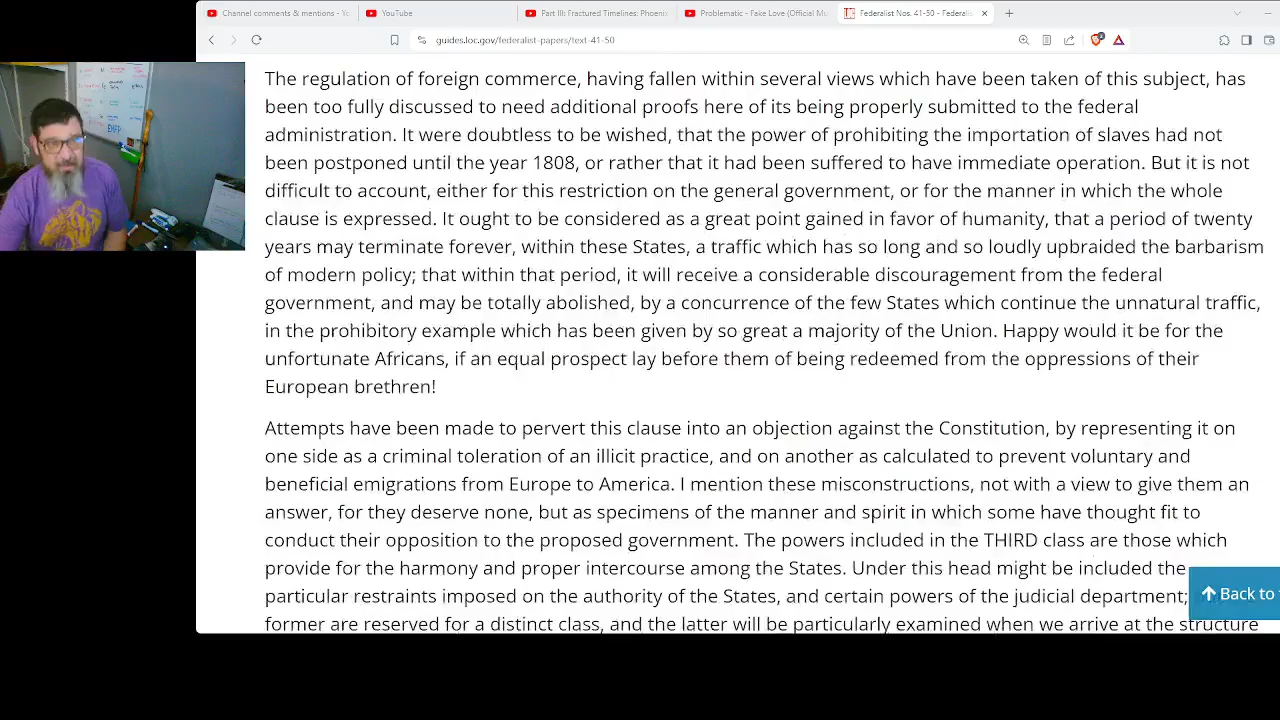 Channel comments & mentions - Yo
YouTube
Part III: Fractured Timelines: Phoenix
Problematic - Fake Love (Official Mu
Federalist Nos. 41-50 - Federalis
guides.loc.gov/federalist-papers/text-41-50
The regulation of foreign commerce, having fallen within several views which have been taken of this subject, has
been too fully discussed to need additional proofs here of its being properly submitted to the federal
administration. It were doubtless to be wished, that the power of prohibiting the importation of slaves had not
been postponed until the year 1808, or rather that it had been suffered to have immediate operation. But it is not
difficult to account, either for this restriction on the general government, or for the manner in which the whole
clause is expressed. It ought to be considered as a great point gained in favor of humanity, that a period of twenty
years may terminate forever, within these States, a traffic which has so long and so loudly upbraided the barbarism
of modern policy; that within that period, it will receive a considerable discouragement from the federal
government, and may be totally abolished, by a concurrence of the few States which continue the unnatural traffic,
in the prohibitory example which has been given by so great a majority of the Union. Happy would it be for the
unfortunate Africans, if an equal prospect lay before them of being redeemed from the oppressions of their
European brethren!
Attempts have been made to pervert this clause into an objection against the Constitution, by representing it on
one side as a criminal toleration of an illicit practice, and on another as calculated to prevent voluntary and
beneficial emigrations from Europe to America. I mention these misconstructions, not with a view to give them an
answer, for they deserve none, but as specimens of the manner and spirit in which some have thought fit to
conduct their opposition to the proposed government. The powers included in the THIRD class are those which
provide for the harmony and proper intercourse among the States. Under this head might be included the
particular restraints imposed on the authority of the States, and certain powers of the judicial department;
former are reserved for a distinct class, and the latter will be particularly examined when we arrive at the structure
Back to